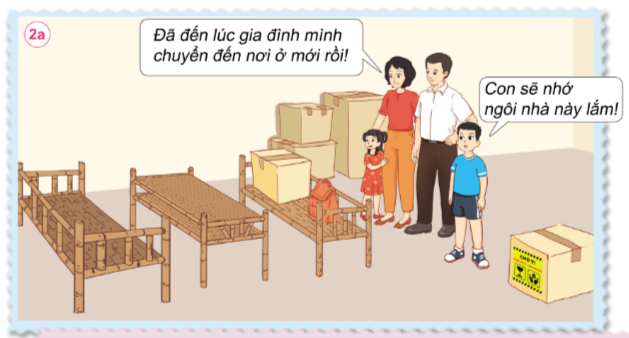 2a
Đã đến lúc gia đình mình
chuyển đến nơi ở mới rồi!
Con sẽ nhớ
ngôi nhà này lắm!
CHÚ Ý!